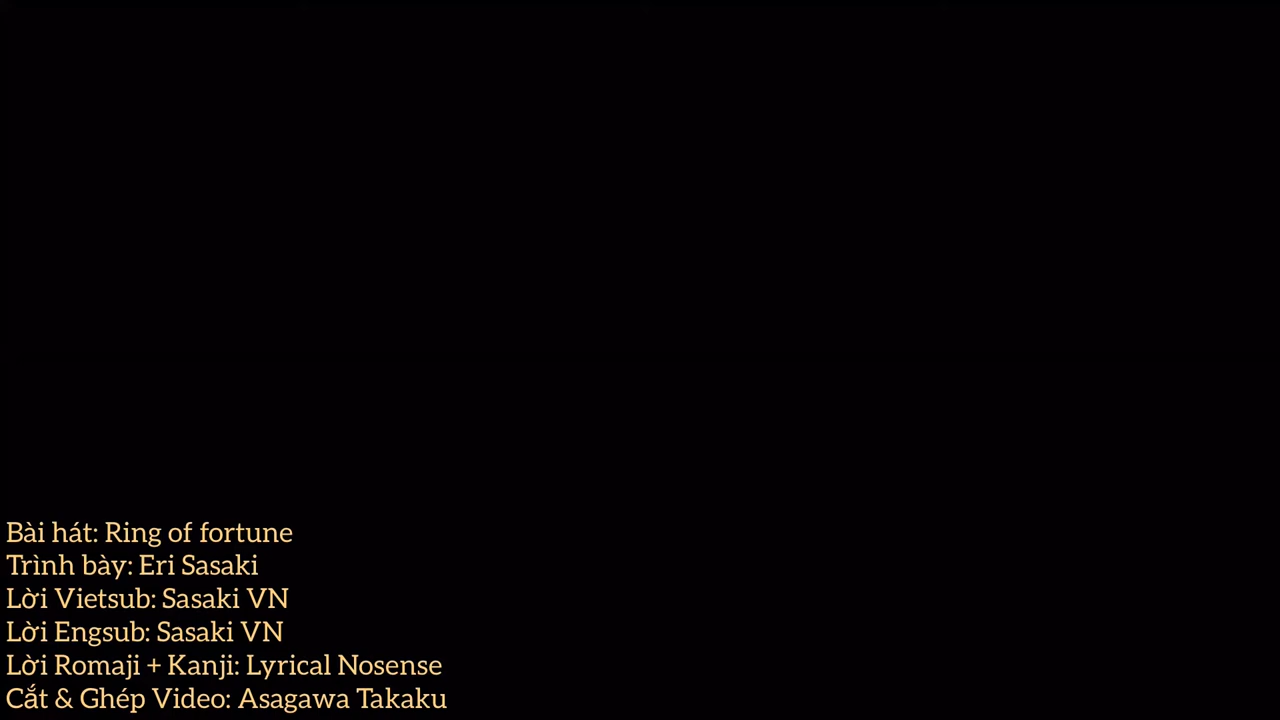 Bài hát: Ring of fortune
Trình bày: Eri Sasaki
Lời Vietsub: Sasaki VN
Lời Engsub: Sasaki VN
Lời Romaji + Kanji: Lyrical Nosense
Cắt & Ghép Video: Asagawa Takaku